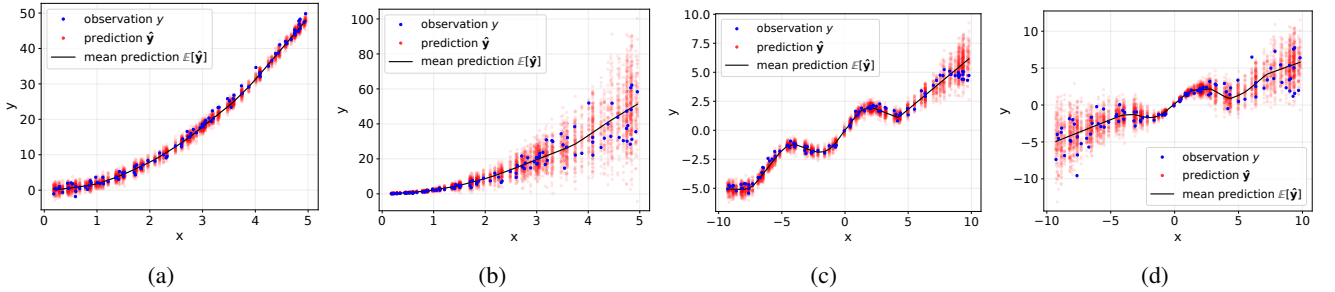 50
40
30
20
10
0
y
observation y
prediction ŷ
mean prediction 𝔼[ŷ]
0 1 2 3 4 5
x
(a)
100
80
60
40
20
0
y
observation y
prediction ŷ
mean prediction 𝔼[ŷ]
0 1 2 3 4 5
x
(b)
10.0
7.5
5.0
2.5
0.0
−2.5
−5.0
y
observation y
prediction ŷ
mean prediction 𝔼[ŷ]
−10 −5 0 5 10
x
(c)
10
5
0
−5
−10
y
observation y
prediction ŷ
mean prediction 𝔼[ŷ]
−10 −5 0 5 10
x
(d)